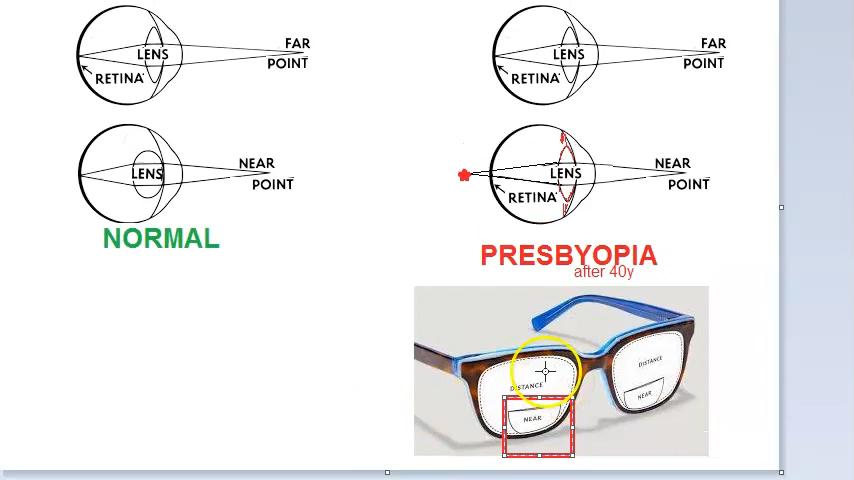 LENS
RETINA
FAR
POINT
LENS
NEAR
POINT
NORMAL
LENS
RETINA
FAR
POINT
LENS
RETINA
NEAR
POINT
PRESBYOPIA
after 40y
DISTANCE
NEAR
DISTANCE
NEAR